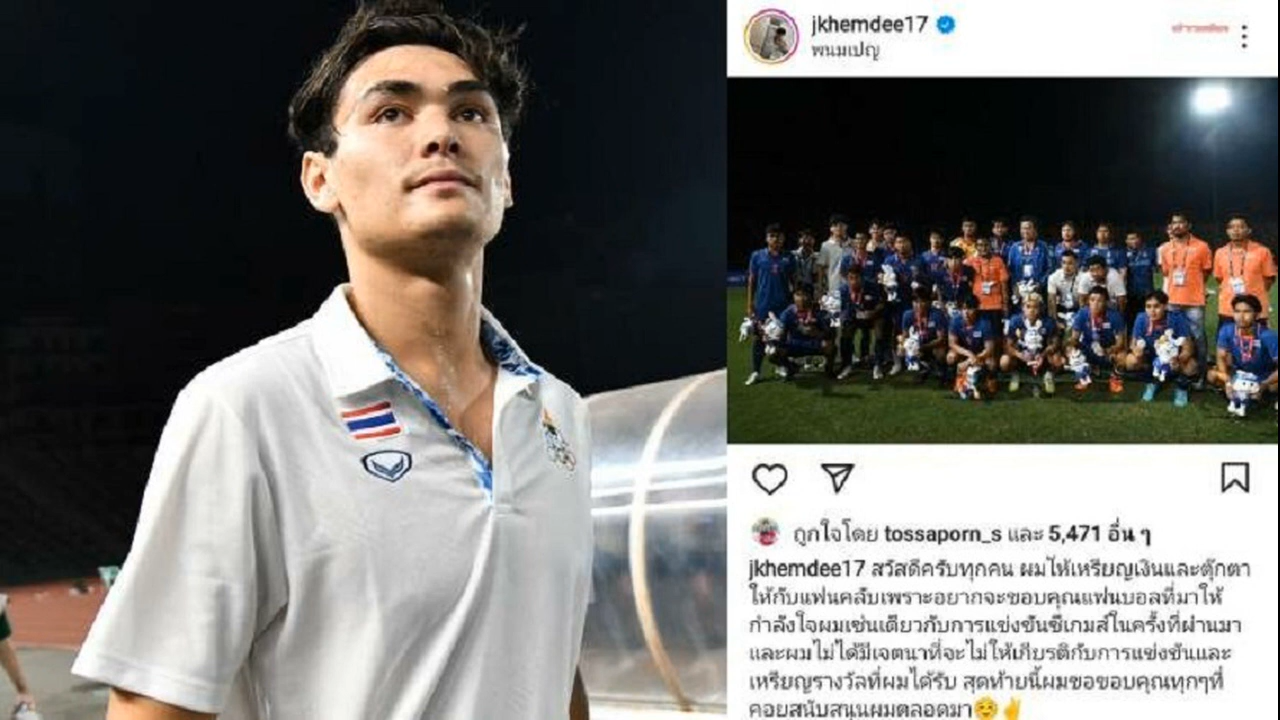 jkhemdee17
พนมเปญ
ถูกใจโดย tossaporn_s และ 5,471 อื่น ๆ
jkhemdee17 สวัสดีครับทุกคน ผมให้เหรียญเงินและตุ๊กตา
ให้กับแฟนคลับเพราะอยากจะขอบคุณแฟนบอลที่มาให้
กำลังใจผมเช่นเดียวกับการแข่งขันซีเกมส์ในครั้งที่ผ่านมา
และผมไม่ได้มีเจตนาที่จะไม่ให้เกียรติกับการแข่งขันและ
เหรียญรางวัลที่ผมได้รับ สุดท้ายนี้ผมขอขอบคุณทุกๆที่
คอยสนับสนุนผมตลอดมา☺️✌️